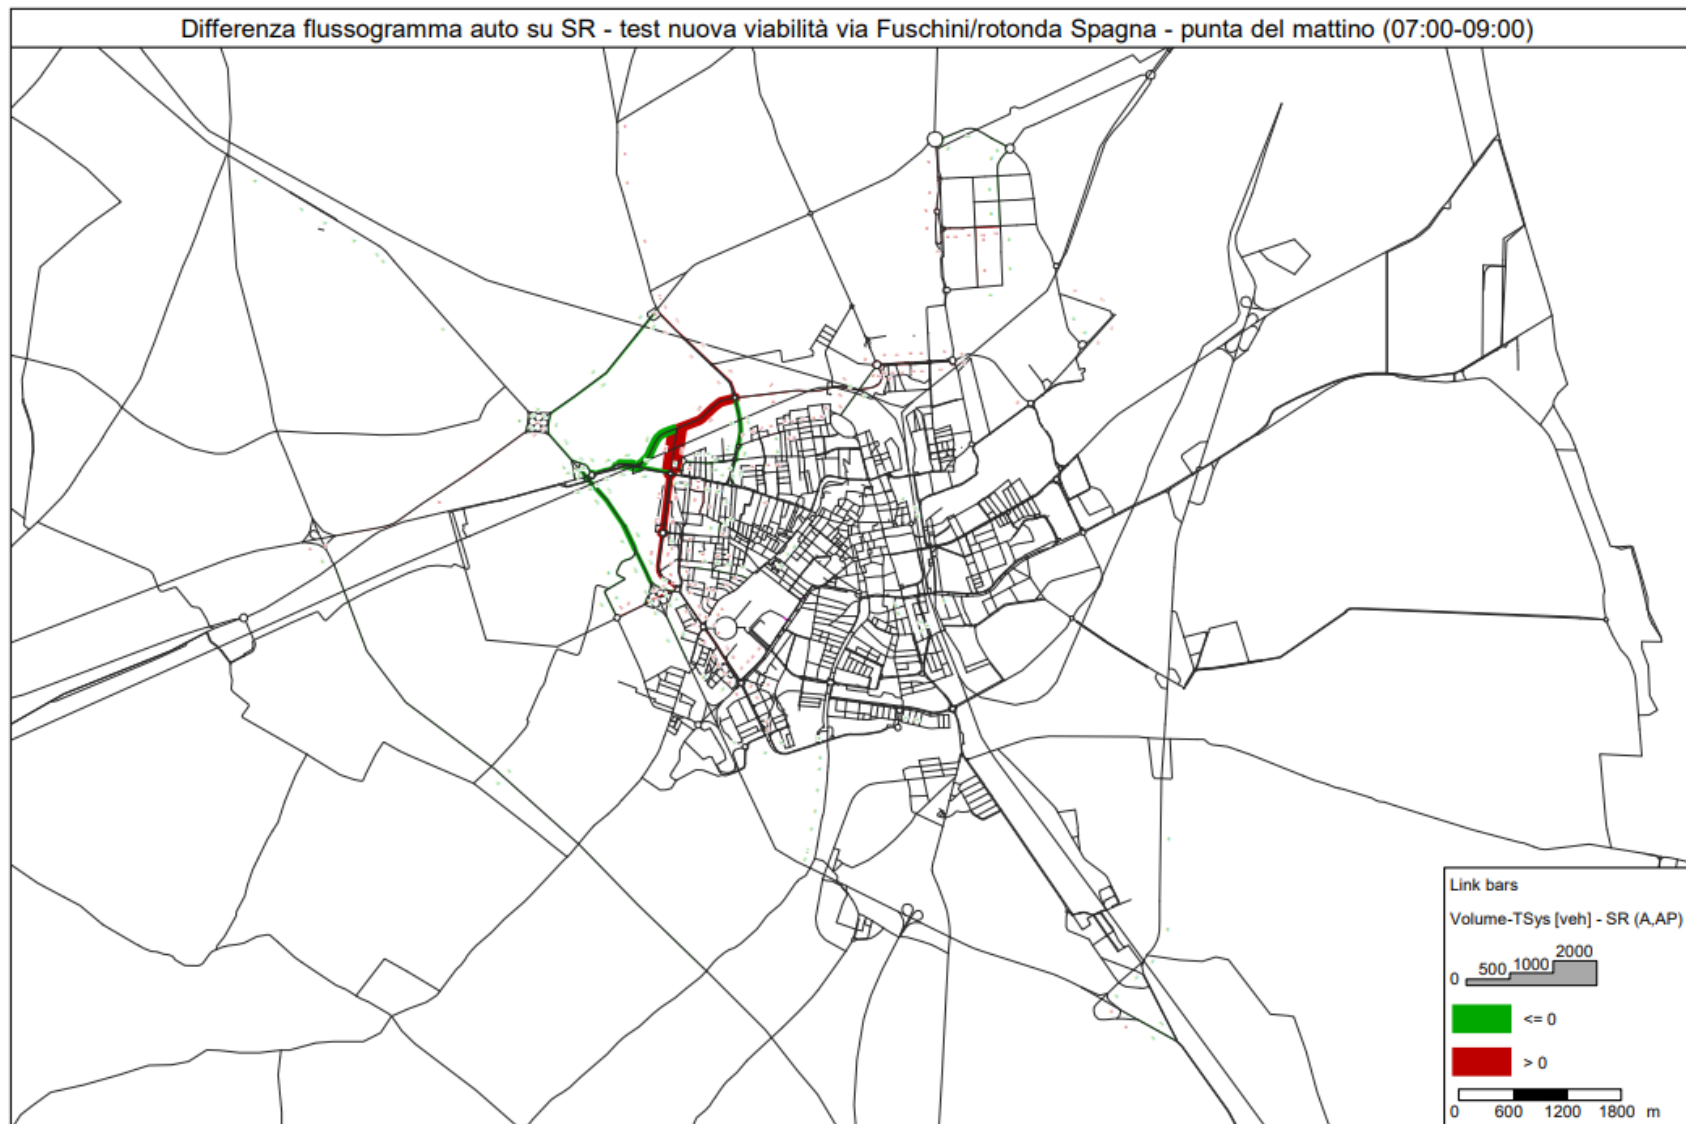 Differenza flussogramma auto su SR - test nuova viabilità via Fuschini/rotonda Spagna - punta del mattino (07:00-09:00)
Link bars
Volume-TSys [veh] - SR (A,AP)
0 500 1000 2000
<= 0
> 0
0 600 1200 1800 m